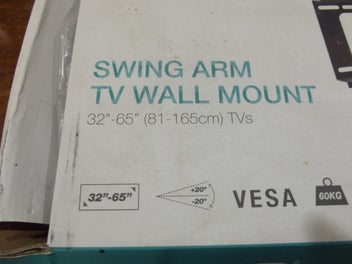 SWING ARM
TV WALL MOUNT
32"-65" (81-165cm) TVs
32"-65"
+20°
-20°
VESA
60KG